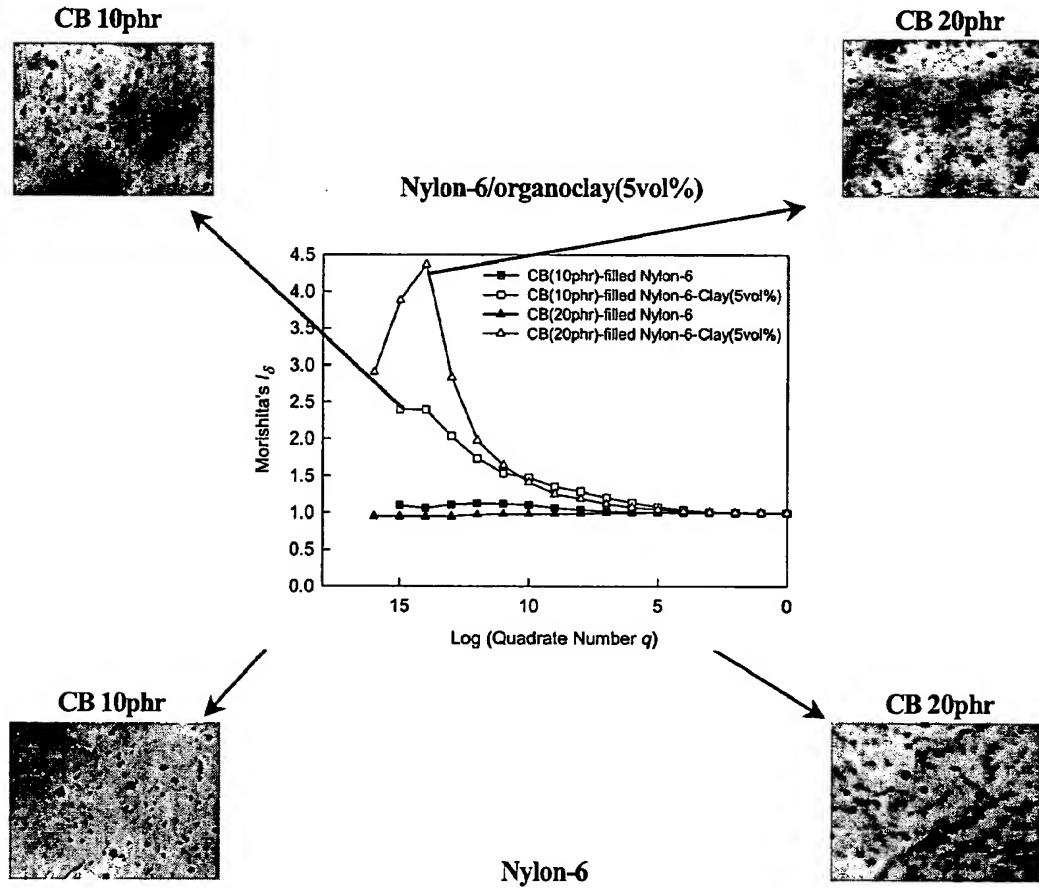 CB 10phr
CB 20phr
Nylon-6/organoclay(5vol%)
4.5
4.0
3.5
3.0
2.5
2.0
1.5
1.0
0.5
0.0
Morishita's I_δ
CB(10phr)-filled Nylon-6
CB(10phr)-filled Nylon-6-Clay(5vol%)
CB(20phr)-filled Nylon-6
CB(20phr)-filled Nylon-6-Clay(5vol%)
15 10 5 0
Log (Quadrate Number q)
CB 10phr
CB 20phr
Nylon-6